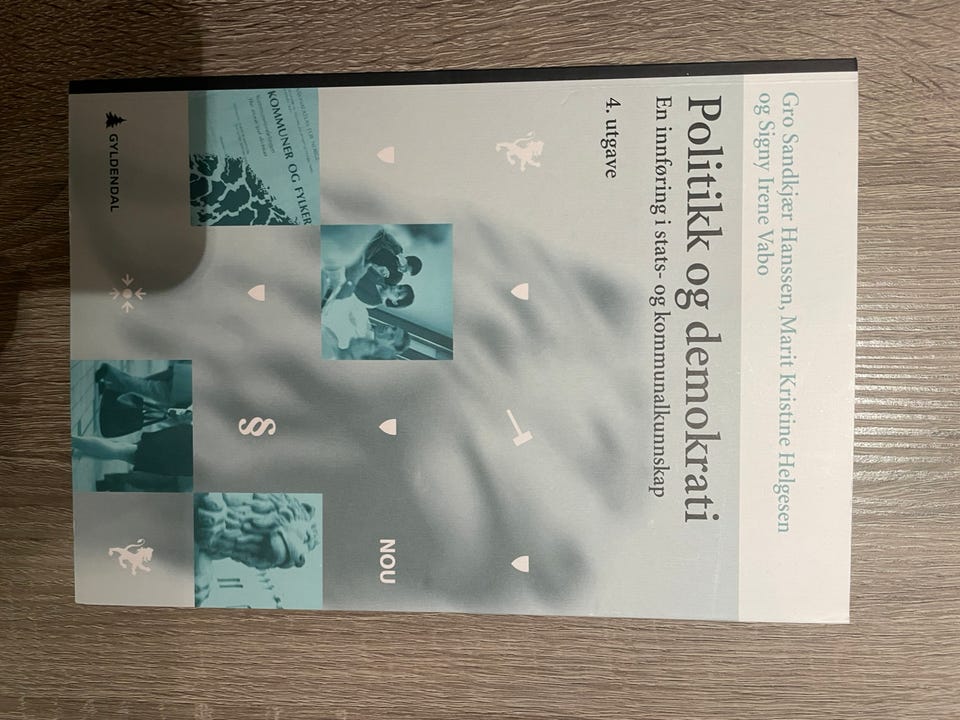 Gro Sandkjær Hanssen, Marit Kristine Helgesen
og Signy Irene Vabo
Politikk og demokrati
En innføring i stats- og kommunalkunnskap
4. utgave
§
NOU
KOMMUNER OG FYLKER
GYLDENDAL